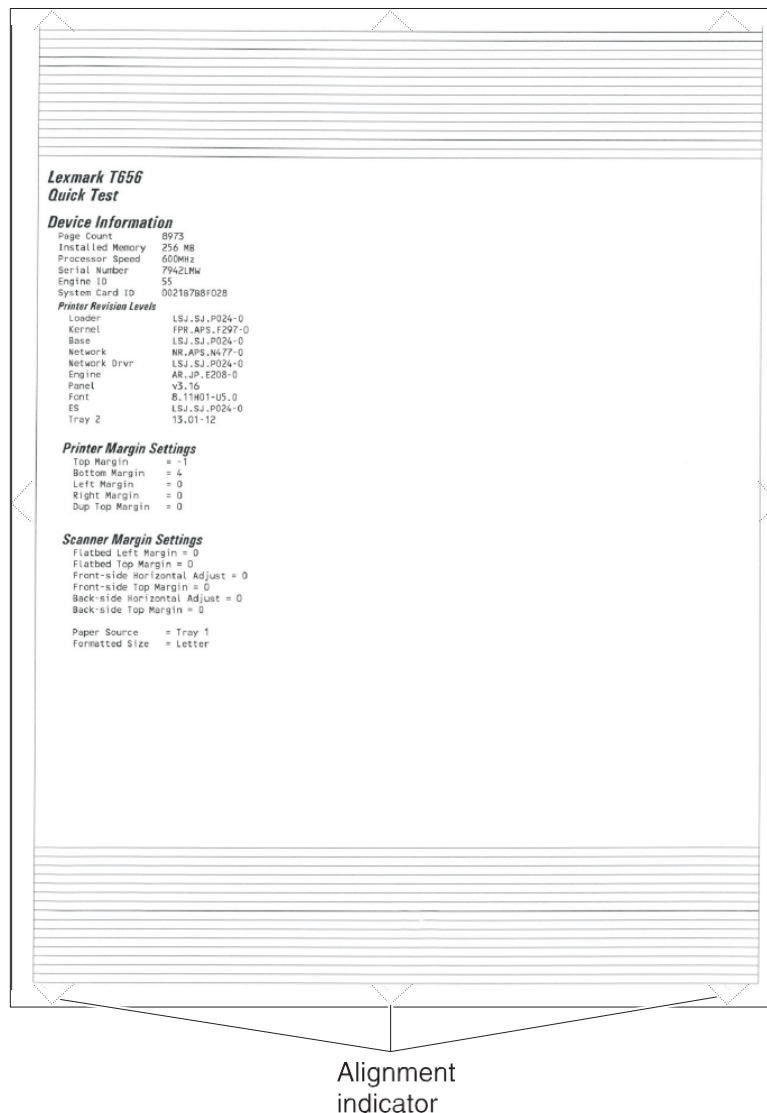 Lexmark T656
Quick Test
Device Information
Page Count 8973
Installed Memory 256 MB
Processor Speed 600MHz
Serial Number 7942LMW
Engine ID 55
System Card ID 0021B7B8F028
Printer Revision Levels
Loader LSJ.SJ.P024-0
Kernel FPR.APS.F297-0
Base LSJ.SJ.P024-0
Network NR.APS.N477-0
Network Drvr LSJ.SJ.P024-0
Engine AR.JP.E208-0
Panel v3.16
Font 8.11H01-U5.0
ES LSJ.SJ.P024-0
Tray 2 13.01-12
Printer Margin Settings
Top Margin = -1
Bottom Margin = 4
Left Margin = 0
Right Margin = 0
Dup Top Margin = 0
Scanner Margin Settings
Flatbed Left Margin = 0
Flatbed Top Margin = 0
Front-side Horizontal Adjust = 0
Front-side Top Margin = 0
Back-side Horizontal Adjust = 0
Back-side Top Margin = 0
Paper Source = Tray 1
Formatted Size = Letter
Alignment
indicator